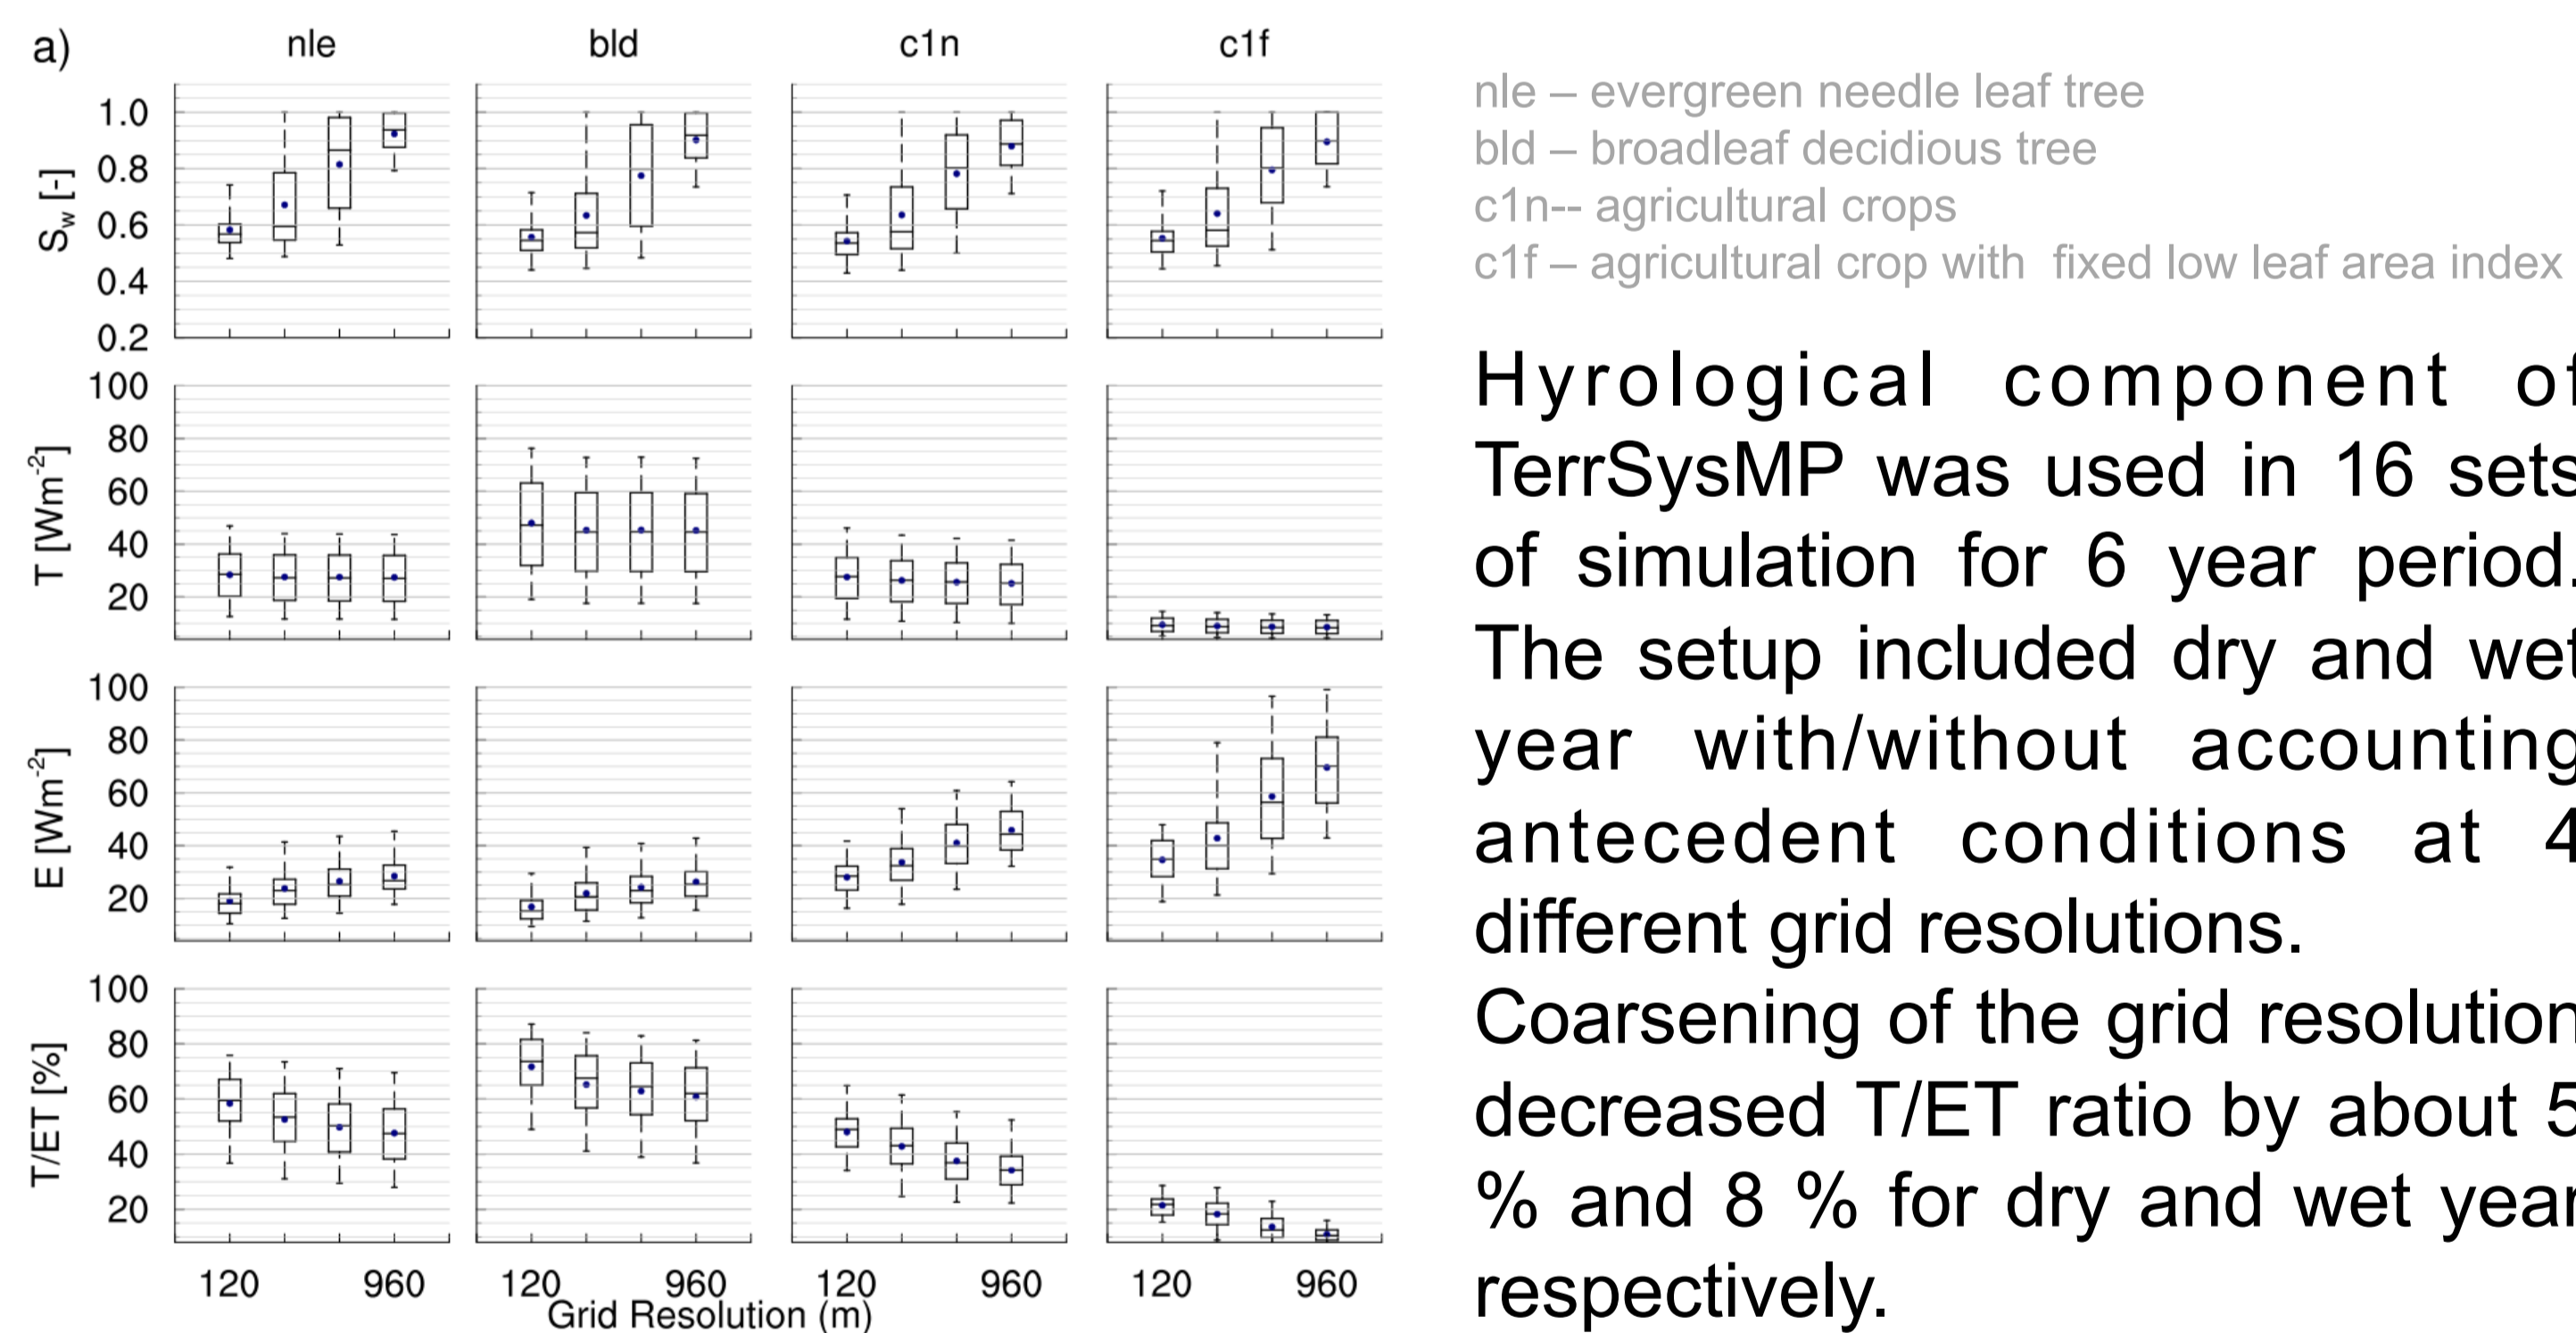 a)
nle bld c1n c1f
1.0
0.8
0.6
0.4
0.2
Sw [-]
100
80
60
40
20
T [Wm-2]
100
80
60
40
20
E [Wm-2]
100
80
60
40
20
T/ET [%]
120 960 120 960 120 960 120 960
Grid Resolution (m)
nle – evergreen needle leaf tree
bld – broadleaf decidious tree
c1n-- agricultural crops
c1f – agricultural crop with fixed low leaf area index
Hyrological component of
TerrSysMP was used in 16 sets
of simulation for 6 year period.
The setup included dry and wet
year with/without accounting
antecedent conditions at 4
different grid resolutions.
Coarsening of the grid resolution
decreased T/ET ratio by about 5
% and 8 % for dry and wet year
respectively.